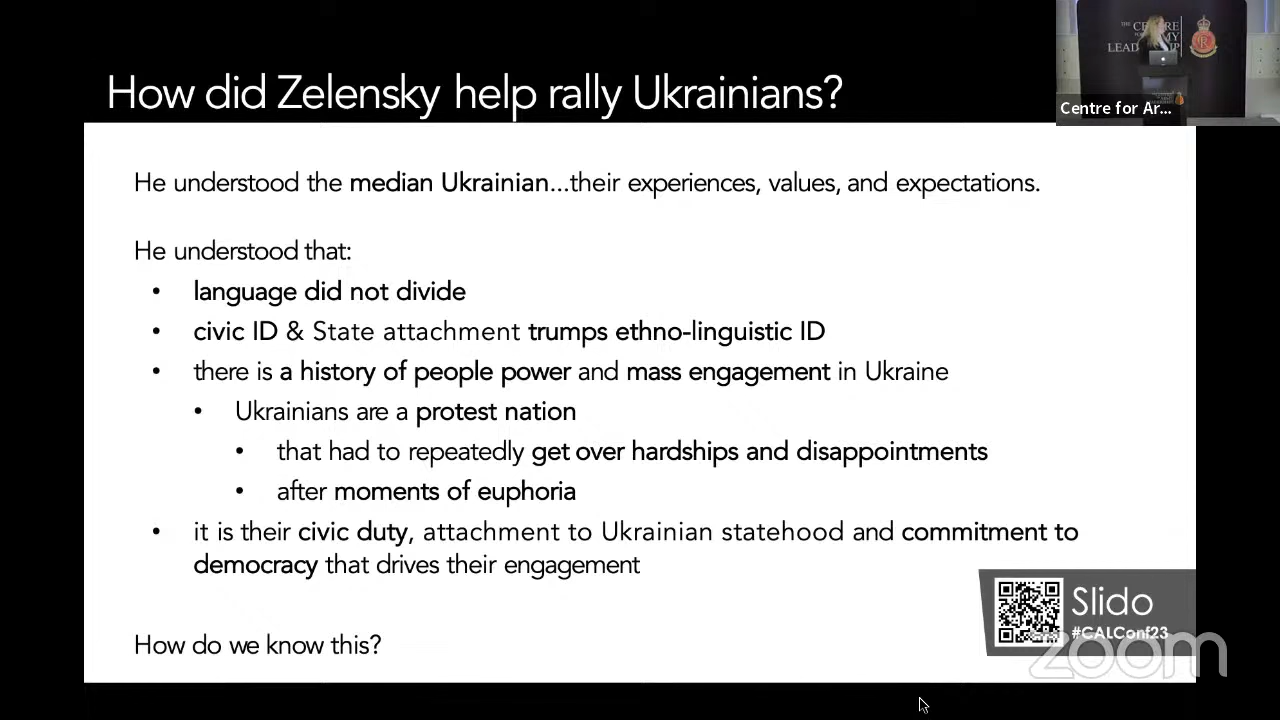 How did Zelensky help rally Ukrainians?
THE CENTRE
ARMY
LEADERSHIP
Centre for Ar...
He understood the median Ukrainian...their experiences, values, and expectations.
He understood that:
• language did not divide
• civic ID & State attachment trumps ethno-linguistic ID
• there is a history of people power and mass engagement in Ukraine
• Ukrainians are a protest nation
• that had to repeatedly get over hardships and disappointments
• after moments of euphoria
• it is their civic duty, attachment to Ukrainian statehood and commitment to
democracy that drives their engagement
How do we know this?
Slido
#CALConf23
zoom